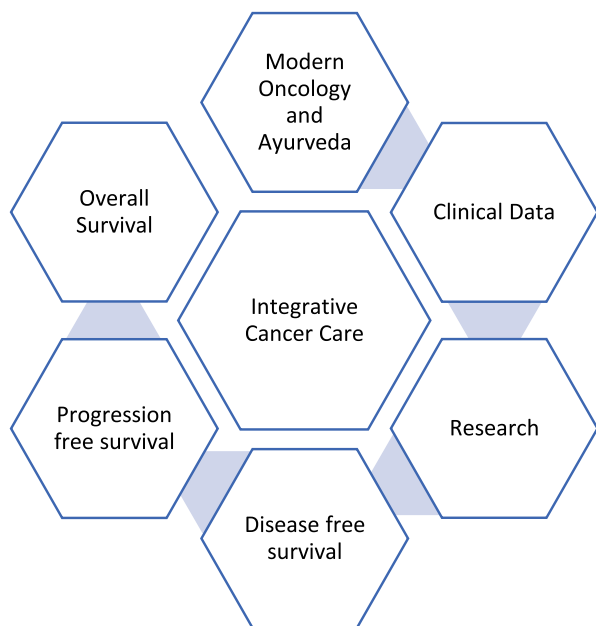 Modern
Oncology
and
Ayurveda
Overall
Survival
Clinical Data
Integrative
Cancer Care
Progression
free survival
Research
Disease free
survival